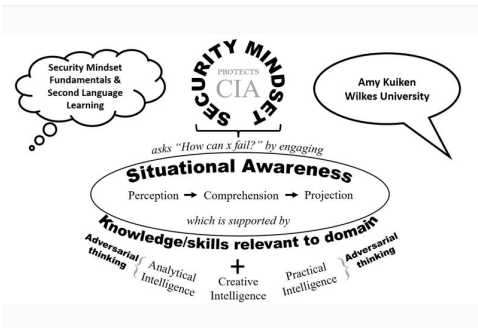 Security Mindset
Fundamentals &
Second Language
Learning
SECURITY MINDSET
PROTECTS
CIA
Amy Kuiken
Wilkes University
asks "How can x fail?" by engaging
Situational Awareness
Perception → Comprehension → Projection
which is supported by
Knowledge/skills relevant to domain
Adversarial
thinking
{
Analytical
Intelligence
+
Creative
Intelligence
Practical
Intelligence
}
Adversarial
thinking